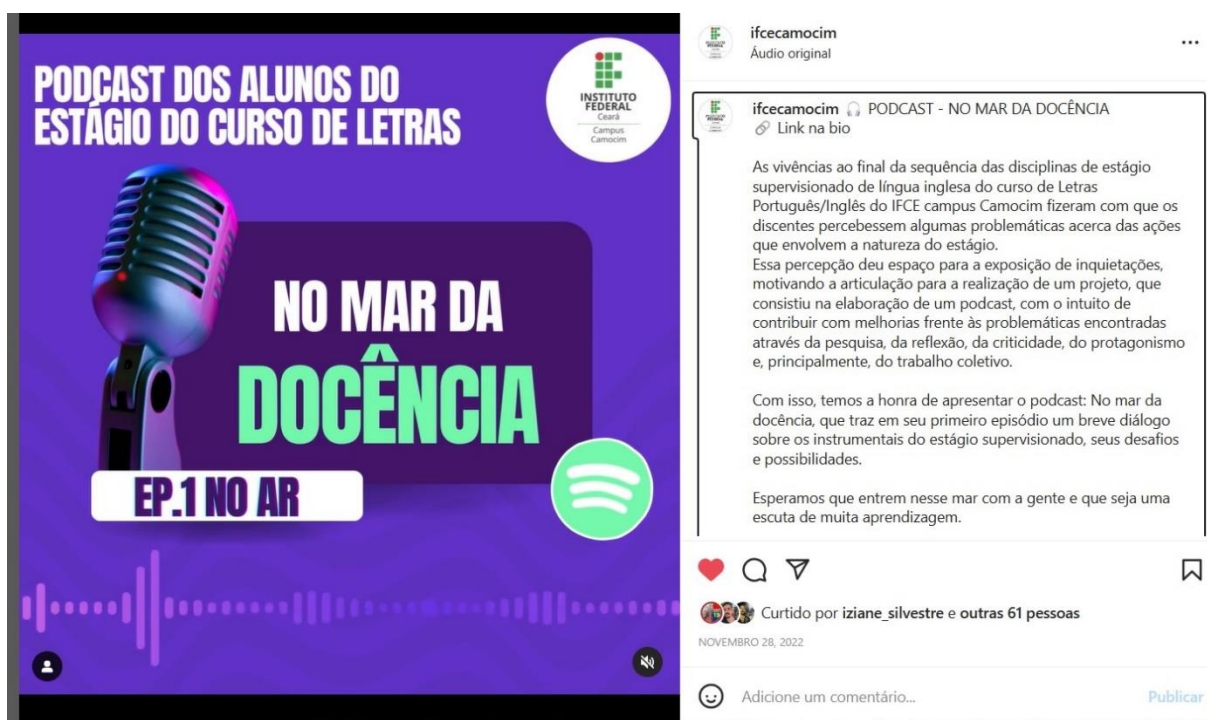 PODCAST DOS ALUNOS DO
ESTÁGIO DO CURSO DE LETRAS
INSTITUTO
FEDERAL
Ceará
Campus
Camocim
NO MAR DA
DOCÊNCIA
EP.1 NO AR
ifcecamocim
Áudio original
ifcecamocim 🎧 PODCAST - NO MAR DA DOCÊNCIA
🔗 Link na bio
As vivências ao final da sequência das disciplinas de estágio
supervisionado de língua inglesa do curso de Letras
Português/Inglês do IFCE campus Camocim fizeram com que os
discentes percebessem algumas problemáticas acerca das ações
que envolvem a natureza do estágio.
Essa percepção deu espaço para a exposição de inquietações,
motivando a articulação para a realização de um projeto, que
consistiu na elaboração de um podcast, com o intuito de
contribuir com melhorias frente às problemáticas encontradas
através da pesquisa, da reflexão, da criticidade, do protagonismo
e, principalmente, do trabalho coletivo.
Com isso, temos a honra de apresentar o podcast: No mar da
docência, que traz em seu primeiro episódio um breve diálogo
sobre os instrumentais do estágio supervisionado, seus desafios
e possibilidades.
Esperamos que entrem nesse mar com a gente e que seja uma
escuta de muita aprendizagem.
Curtido por iziane_silvestre e outras 61 pessoas
NOVEMBRO 28, 2022
Adicione um comentário...
Publicar